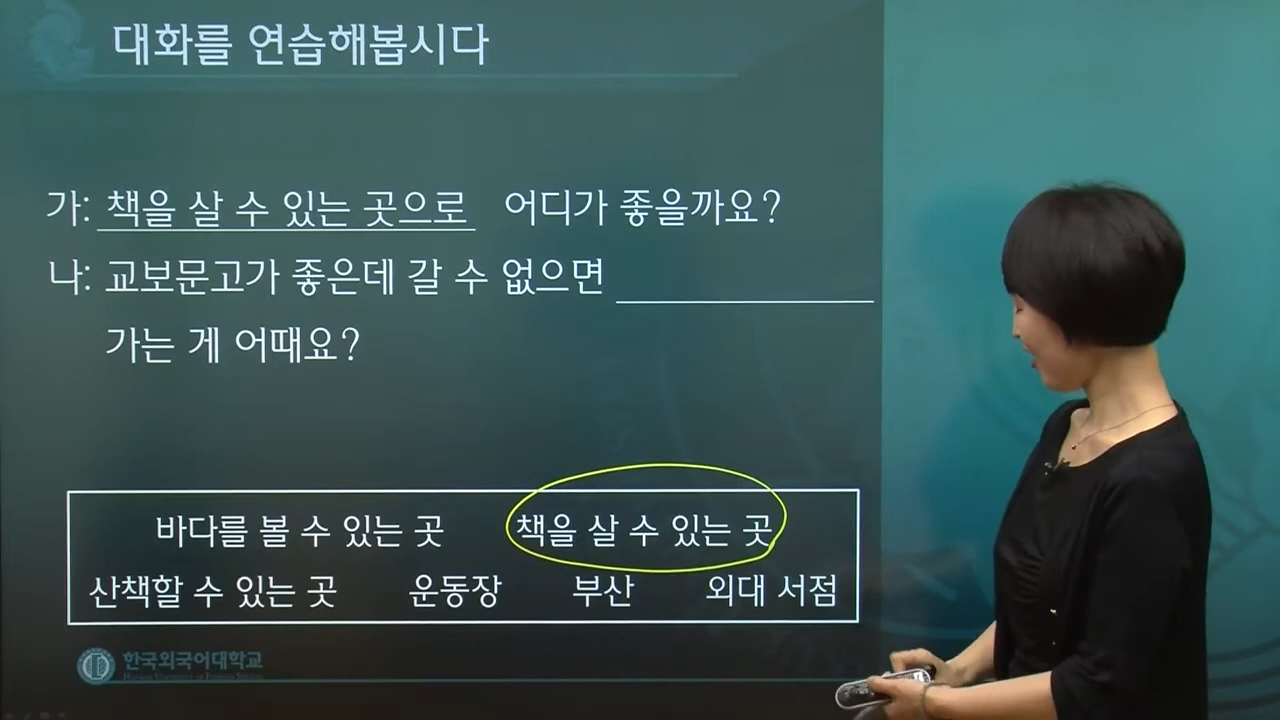 대화를 연습해봅시다
가: 책을 살 수 있는 곳으로 어디가 좋을까요?
나: 교보문고가 좋은데 갈 수 없으면 ____________
가는 게 어때요?
바다를 볼 수 있는 곳 책을 살 수 있는 곳
산책할 수 있는 곳 운동장 부산 외대 서점
한국외국어대학교